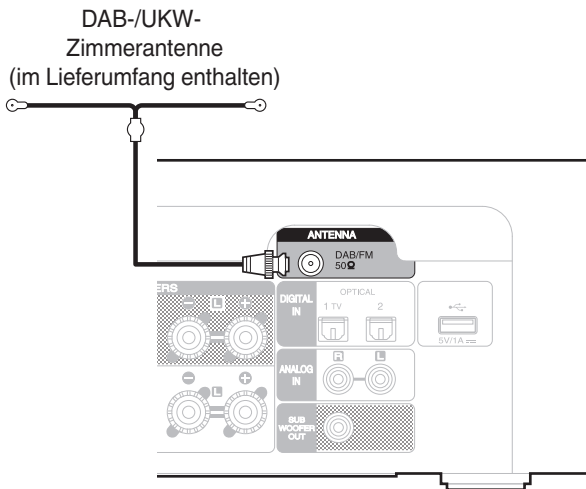 DAB-/UKW-
Zimmerantenne
(im Lieferumfang enthalten)
ANTENNA
DAB/FM
50Ω
ERS
L
DIGITAL
IN
OPTICAL
1 TV
2
5V/1A
ANALOG
IN
R
L
L
SUB
WOOFER
OUT